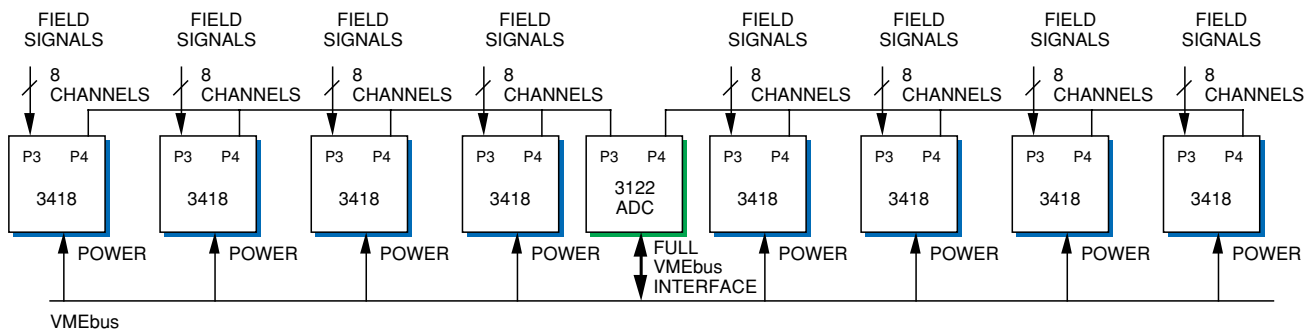 FIELD
SIGNALS
FIELD
SIGNALS
FIELD
SIGNALS
FIELD
SIGNALS
FIELD
SIGNALS
FIELD
SIGNALS
FIELD
SIGNALS
FIELD
SIGNALS
8
CHANNELS
8
CHANNELS
8
CHANNELS
8
CHANNELS
8
CHANNELS
8
CHANNELS
8
CHANNELS
8
CHANNELS
P3 P4
3418
P3 P4
3418
P3 P4
3418
P3 P4
3418
P3 P4
3122
ADC
P3 P4
3418
P3 P4
3418
P3 P4
3418
P3 P4
3418
POWER
POWER
POWER
POWER
FULL
VMEbus
INTERFACE
POWER
POWER
POWER
POWER
VMEbus